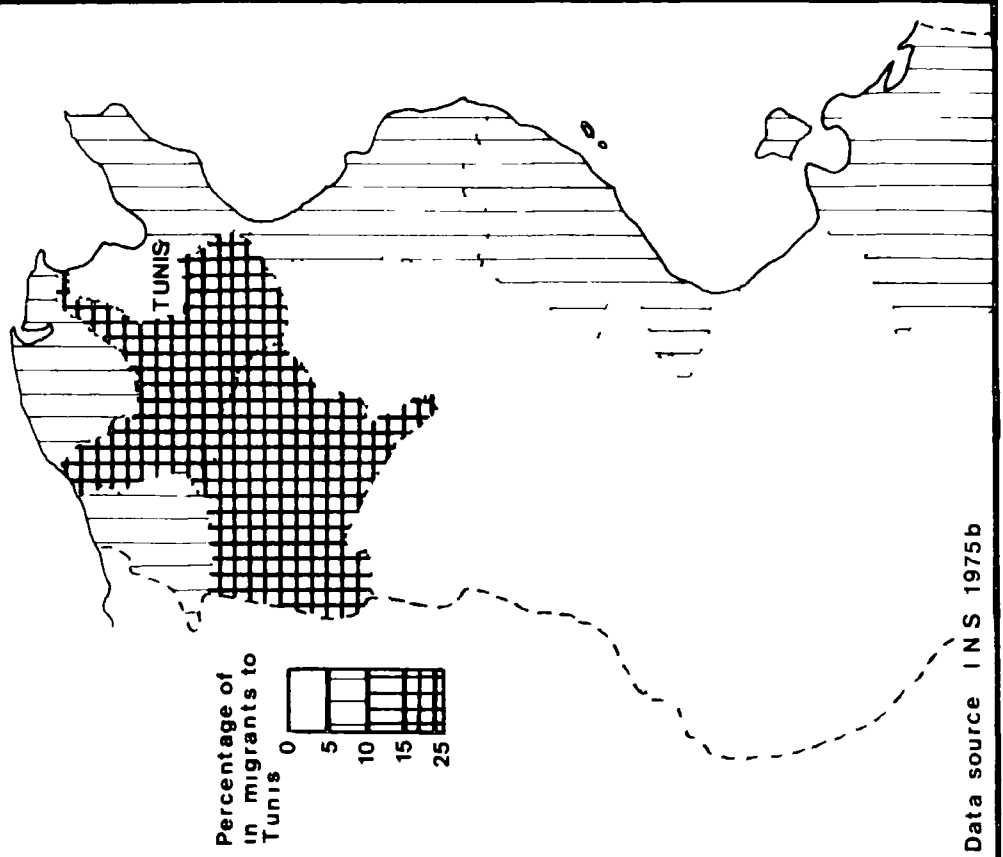 TUNIS
Percentage of
in migrants to
Tunis
0
5
10
15
25
Data source INS 1975b